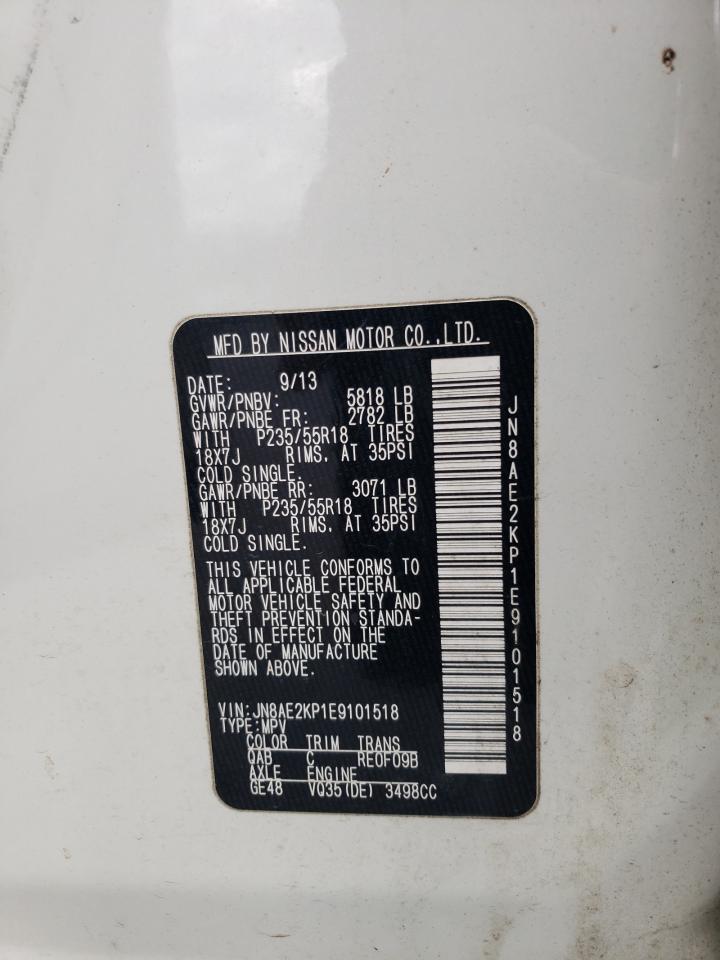 MFD BY NISSAN MOTOR CO.,LTD.
DATE: 9/13
GVWR/PNBV: 5818 LB
GAWR/PNBE FR: 2782 LB
WITH P235/55R18 TIRES
18X7J RIMS, AT 35PSI
COLD SINGLE.
GAWR/PNBE RR: 3071 LB
WITH P235/55R18 TIRES
18X7J RIMS, AT 35PSI
COLD SINGLE.
THIS VEHICLE CONFORMS TO
ALL APPLICABLE FEDERAL
MOTOR VEHICLE SAFETY AND
THEFT PREVENTION STANDA-
RDS IN EFFECT ON THE
DATE OF MANUFACTURE
SHOWN ABOVE.
VIN:JN8AE2KP1E9101518
TYPE:MPV
COLOR TRIM TRANS
QAB C RE0F09B
AXLE ENGINE
GE48 VQ35(DE) 3498CC
JN8AE2KP1E9101518